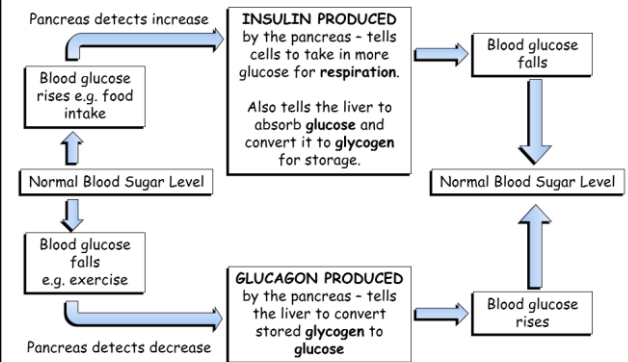 Pancreas detects increase
Blood glucose
rises e.g. food
intake
INSULIN PRODUCED
by the pancreas – tells
cells to take in more
glucose for respiration.
Also tells the liver to
absorb glucose and
convert it to glycogen
for storage.
Blood glucose
falls
Normal Blood Sugar Level
Normal Blood Sugar Level
Blood glucose
falls
e.g. exercise
Pancreas detects decrease
GLUCAGON PRODUCED
by the pancreas – tells
the liver to convert
stored glycogen to
glucose
Blood glucose
rises